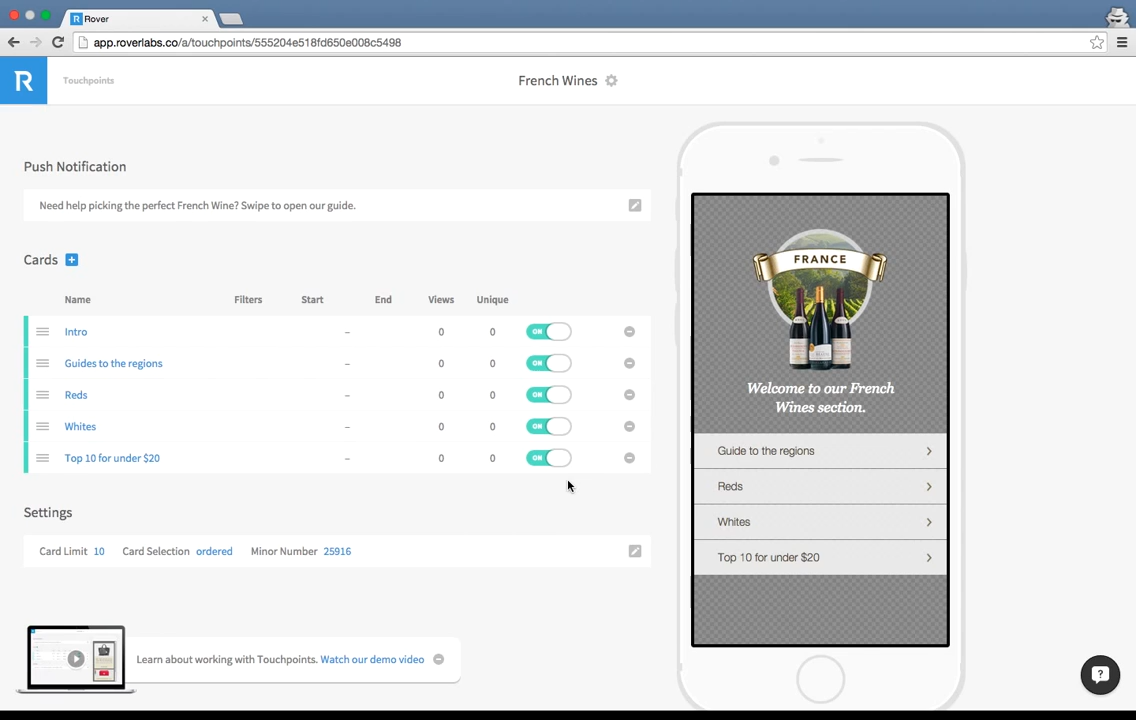 Rover
app.roverlabs.co/a/touchpoints/555204e518fd650e008c5498
R
Touchpoints
French Wines
Push Notification
Need help picking the perfect French Wine? Swipe to open our guide.
Cards
Name Filters Start End Views Unique
Intro – 0 0 ON
Guides to the regions – 0 0 ON
Reds – 0 0 ON
Whites – 0 0 ON
Top 10 for under $20 – 0 0 ON
Settings
Card Limit 10 Card Selection ordered Minor Number 25916
Learn about working with Touchpoints. Watch our demo video
FRANCE
Welcome to our French
Wines section.
Guide to the regions
Reds
Whites
Top 10 for under $20